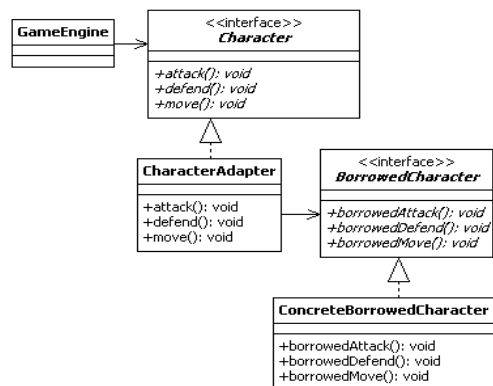 GameEngine
<<interface>>
Character
+attack(): void
+defend(): void
+move(): void
CharacterAdapter
+attack(): void
+defend(): void
+move(): void
<<interface>>
BorrowedCharacter
+borrowedAttack(): void
+borrowedDefend(): void
+borrowedMove(): void
ConcreteBorrowedCharacter
+borrowedAttack(): void
+borrowedDefend(): void
+borrowedMove(): void